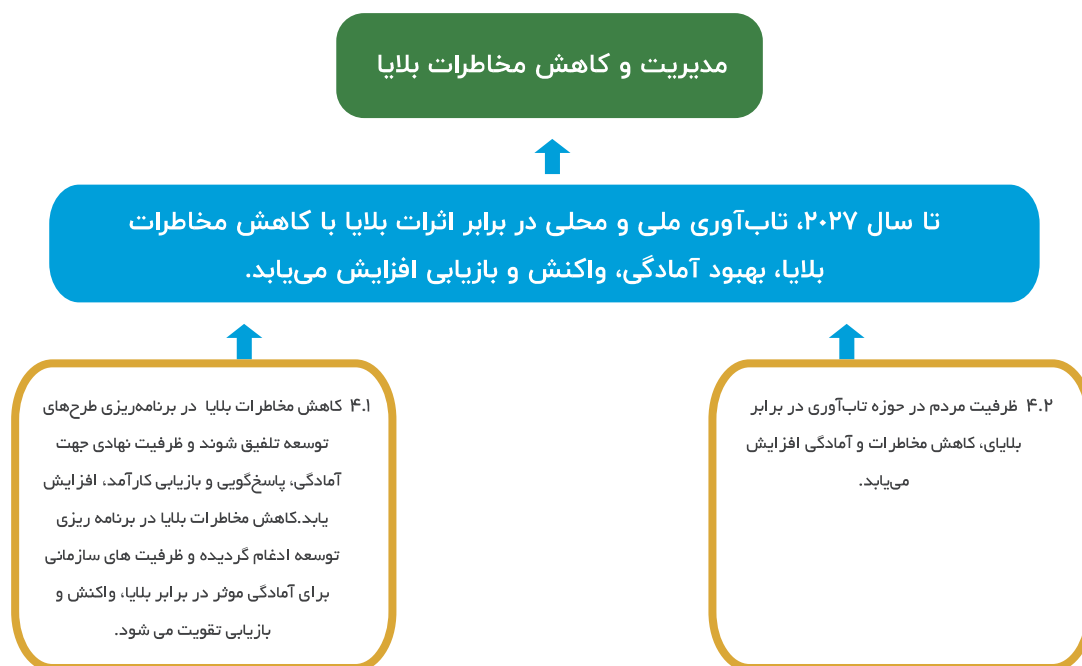 مدیریت و کاهش مخاطرات بلایا
تا سال ۲۰۲۷، تاب‌آوری ملی و محلی در برابر اثرات بلایا با کاهش مخاطرات
بلایا، بهبود آمادگی، واکنش و بازیابی افزایش می‌یابد.
۴.۲ ظرفیت مردم در حوزه تاب‌آوری در برابر
بلایای، کاهش مخاطرات و آمادگی افزایش
می‌یابد.
۴.۱ کاهش مخاطرات بلایا در برنامه‌ریزی طرح‌های
توسعه تلفیق شوند و ظرفیت نهادی جهت
آمادگی، پاسخ‌گویی و بازیابی کارآمد، افزایش
یابد.کاهش مخاطرات بلایا در برنامه ریزی
توسعه ادغام گردیده و ظرفیت های سازمانی
برای آمادگی موثر در برابر بلایا، واکنش و
بازیابی تقویت می شود.